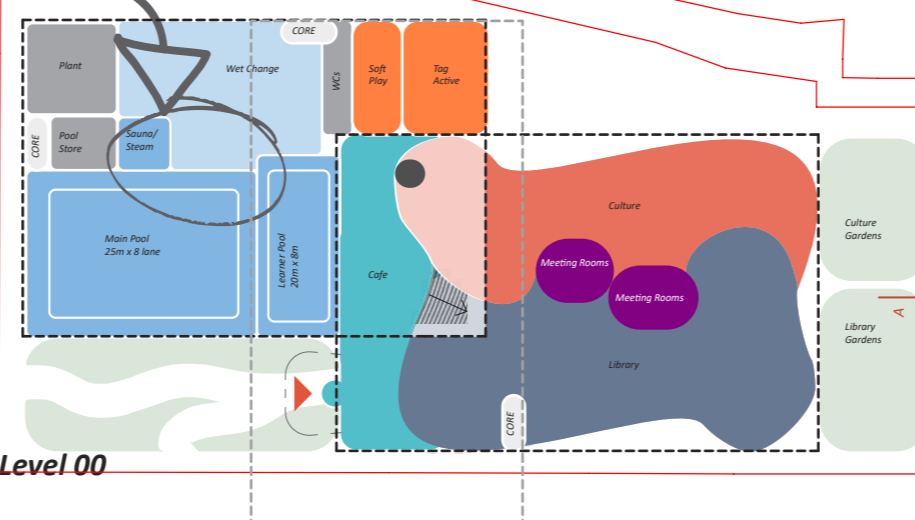 CORE
Plant
Wet Change
WCs
Soft
Play
Tag
Active
CORE
Pool
Store
Sauna/
Steam
Main Pool
25m x 8 lane
Learner Pool
20m x 8m
Cafe
Culture
Meeting Rooms
Meeting Rooms
Library
CORE
Culture
Gardens
Library
Gardens
A
Level 00